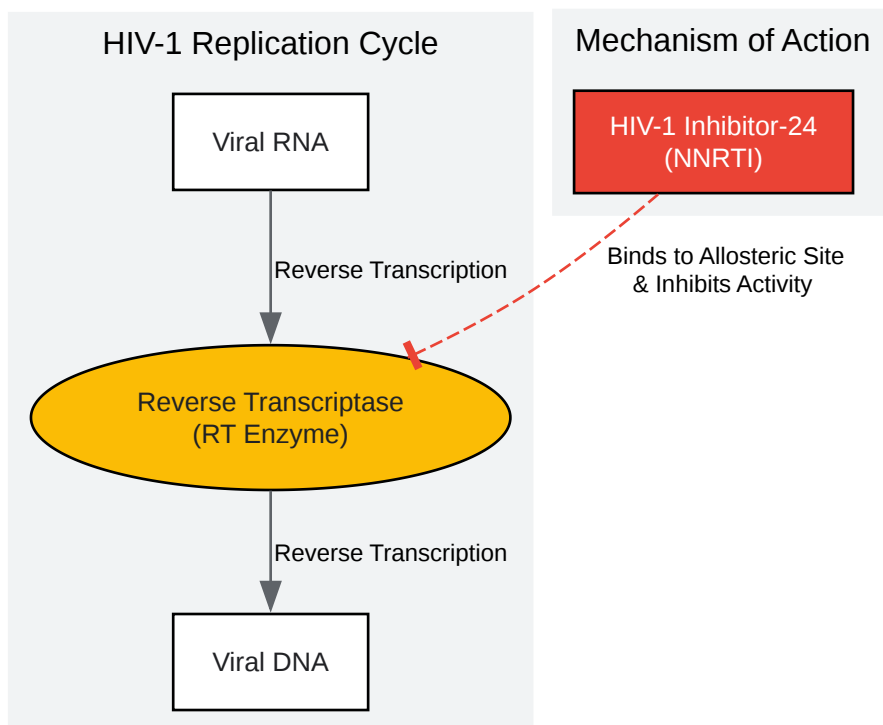 HIV-1 Replication Cycle
Viral RNA
Reverse Transcription
Reverse Transcriptase
(RT Enzyme)
Reverse Transcription
Viral DNA
Mechanism of Action
HIV-1 Inhibitor-24
(NNRTI)
Binds to Allosteric Site
& Inhibits Activity